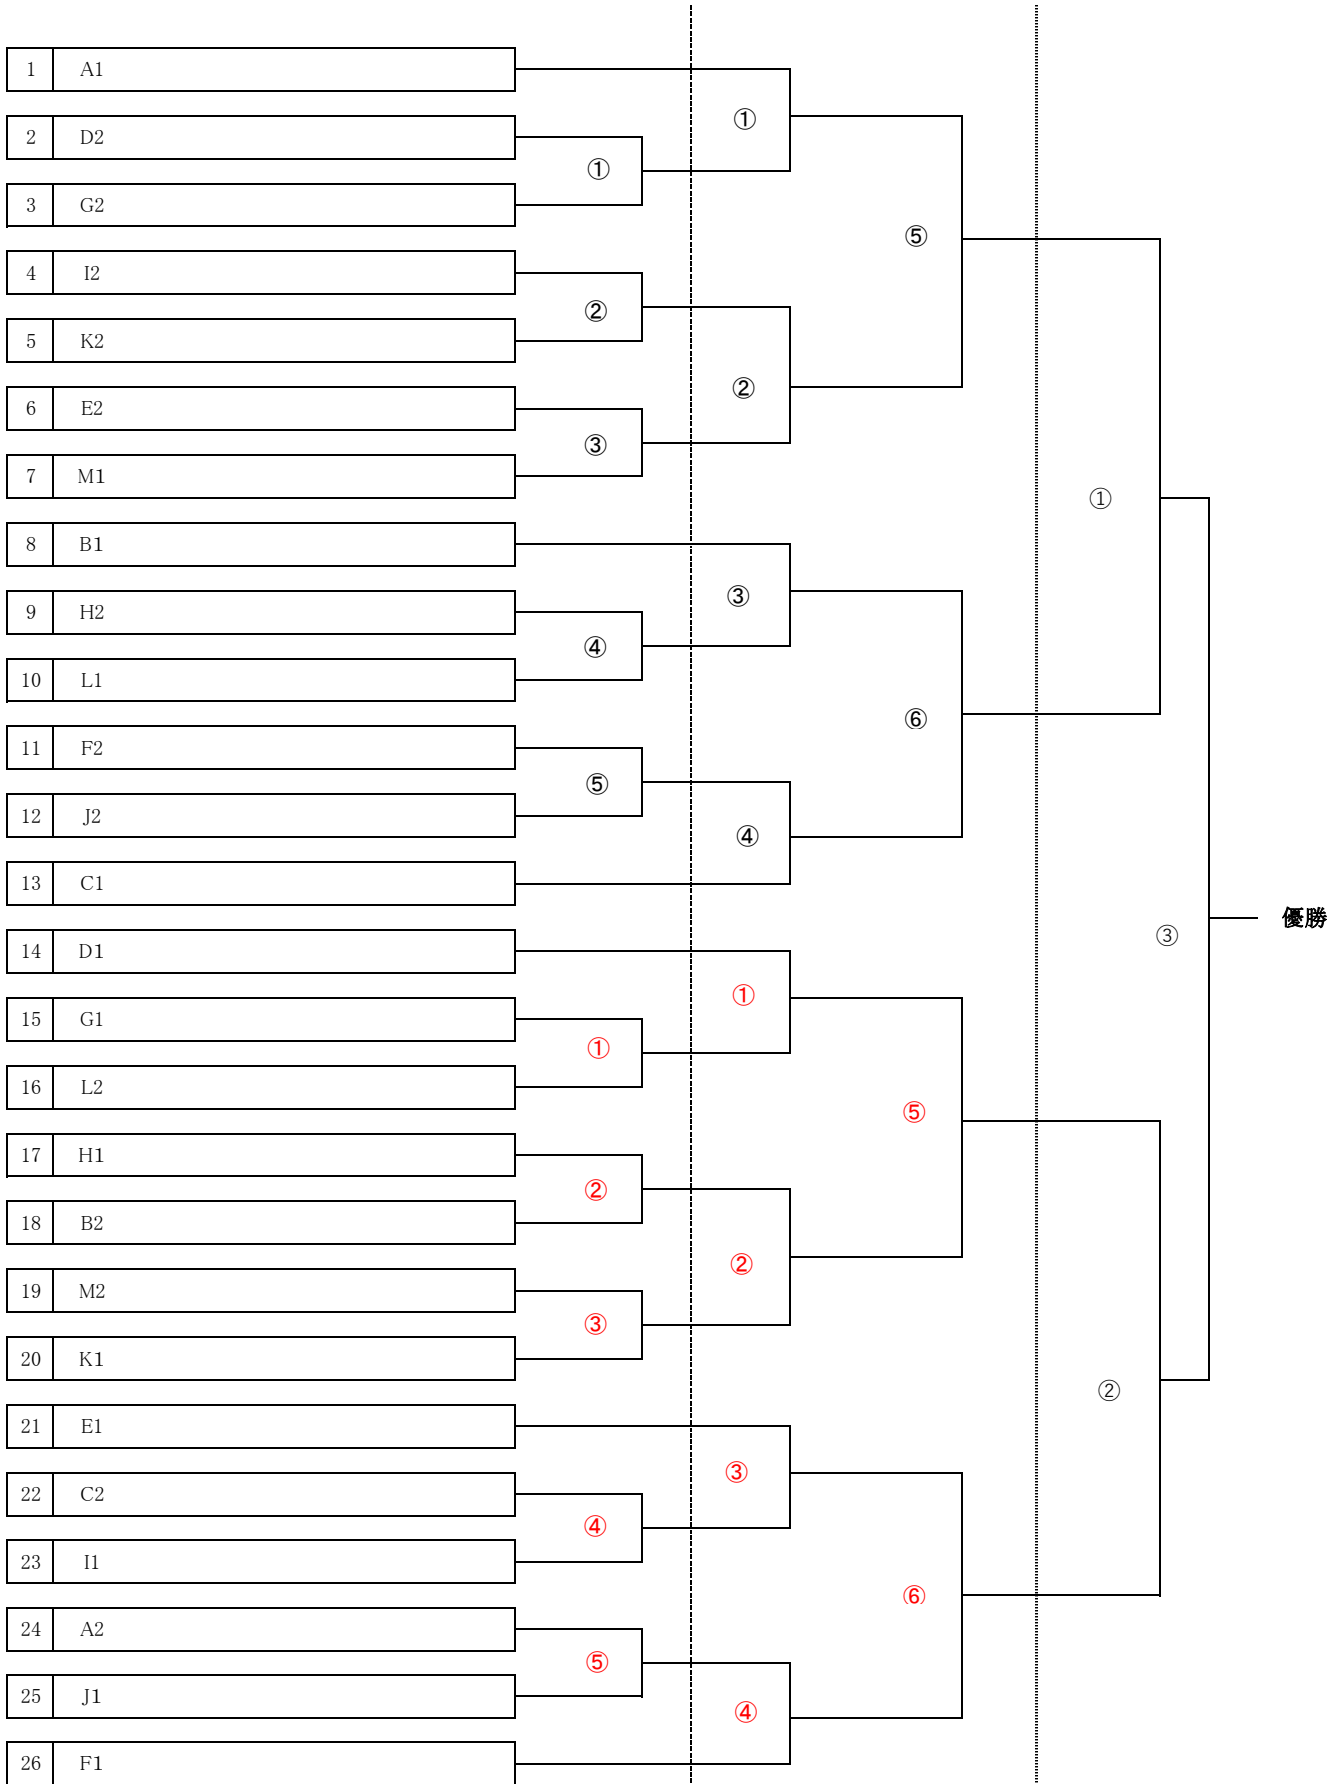 1 A1
①
2 D2
①
3 G2
⑤
4 I2
②
5 K2
②
6 E2
③
7 M1
①
8 B1
③
9 H2
④
10 L1
⑥
11 F2
⑤
12 J2
④
13 C1
優勝
③
14 D1
①
15 G1
①
16 L2
⑤
17 H1
②
18 B2
②
19 M2
③
20 K1
②
21 E1
③
22 C2
④
23 I1
⑥
24 A2
⑤
25 J1
④
26 F1